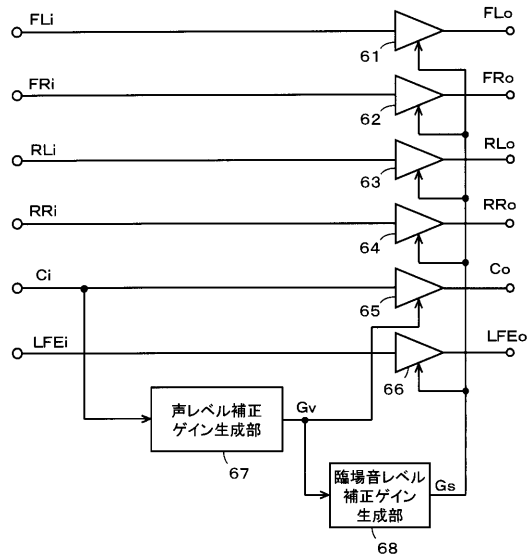 FLi
FLo
61
FRi
FRo
62
RLi
RLo
63
RRi
RRo
64
Ci
Co
65
LFEi
LFEo
66
声レベル補正
ゲイン生成部
Gv
67
臨場音レベル
補正ゲイン
生成部
Gs
68